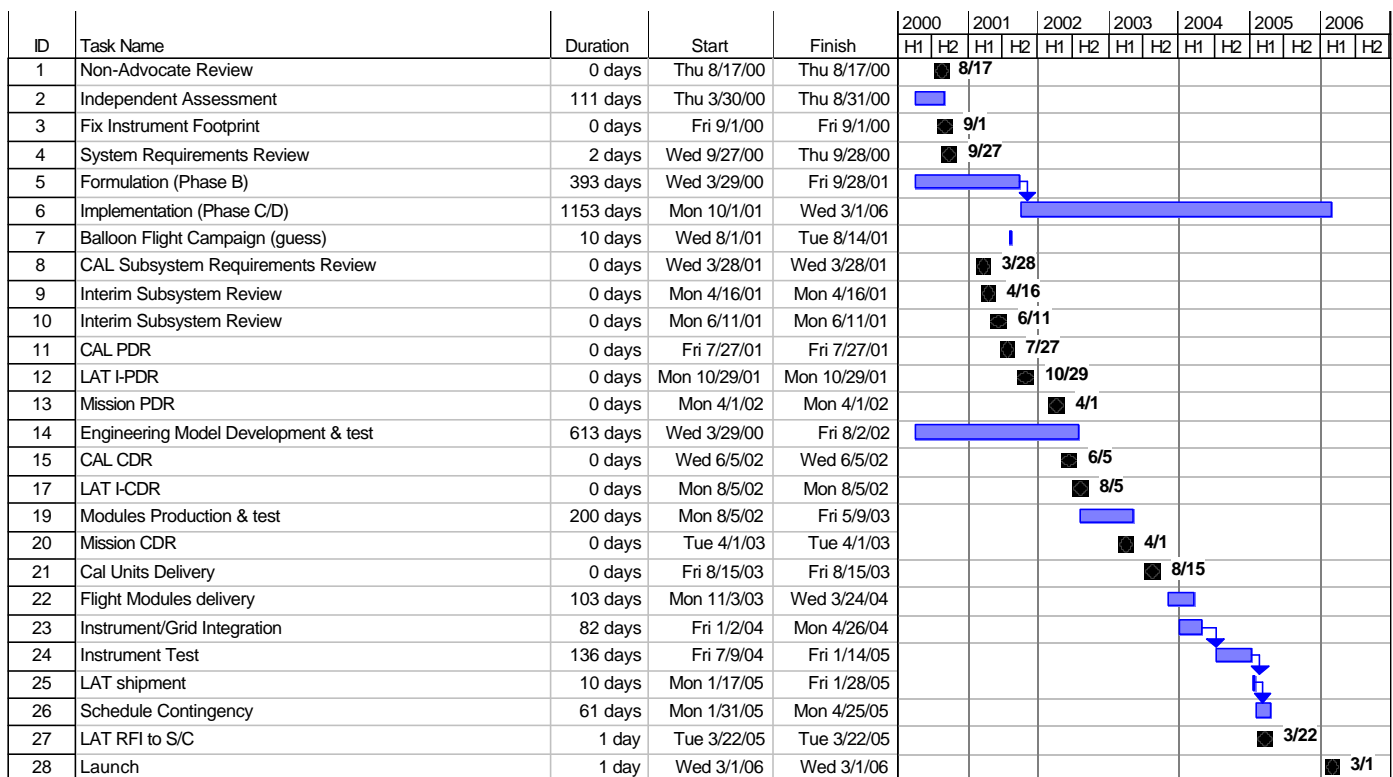 2000 2001 2002 2003 2004 2005 2006
ID Task Name Duration Start Finish H1 H2 H1 H2 H1 H2 H1 H2 H1 H2 H1 H2 H1 H2
1 Non-Advocate Review 0 days Thu 8/17/00 Thu 8/17/00 8/17
2 Independent Assessment 111 days Thu 3/30/00 Thu 8/31/00
3 Fix Instrument Footprint 0 days Fri 9/1/00 Fri 9/1/00 9/1
4 System Requirements Review 2 days Wed 9/27/00 Thu 9/28/00 9/27
5 Formulation (Phase B) 393 days Wed 3/29/00 Fri 9/28/01
6 Implementation (Phase C/D) 1153 days Mon 10/1/01 Wed 3/1/06
7 Balloon Flight Campaign (guess) 10 days Wed 8/1/01 Tue 8/14/01
8 CAL Subsystem Requirements Review 0 days Wed 3/28/01 Wed 3/28/01 3/28
9 Interim Subsystem Review 0 days Mon 4/16/01 Mon 4/16/01 4/16
10 Interim Subsystem Review 0 days Mon 6/11/01 Mon 6/11/01 6/11
11 CAL PDR 0 days Fri 7/27/01 Fri 7/27/01 7/27
12 LAT I-PDR 0 days Mon 10/29/01 Mon 10/29/01 10/29
13 Mission PDR 0 days Mon 4/1/02 Mon 4/1/02 4/1
14 Engineering Model Development & test 613 days Wed 3/29/00 Fri 8/2/02
15 CAL CDR 0 days Wed 6/5/02 Wed 6/5/02 6/5
17 LAT I-CDR 0 days Mon 8/5/02 Mon 8/5/02 8/5
19 Modules Production & test 200 days Mon 8/5/02 Fri 5/9/03
20 Mission CDR 0 days Tue 4/1/03 Tue 4/1/03 4/1
21 Cal Units Delivery 0 days Fri 8/15/03 Fri 8/15/03 8/15
22 Flight Modules delivery 103 days Mon 11/3/03 Wed 3/24/04
23 Instrument/Grid Integration 82 days Fri 1/2/04 Mon 4/26/04
24 Instrument Test 136 days Fri 7/9/04 Fri 1/14/05
25 LAT shipment 10 days Mon 1/17/05 Fri 1/28/05
26 Schedule Contingency 61 days Mon 1/31/05 Mon 4/25/05
27 LAT RFI to S/C 1 day Tue 3/22/05 Tue 3/22/05 3/22
28 Launch 1 day Wed 3/1/06 Wed 3/1/06 3/1